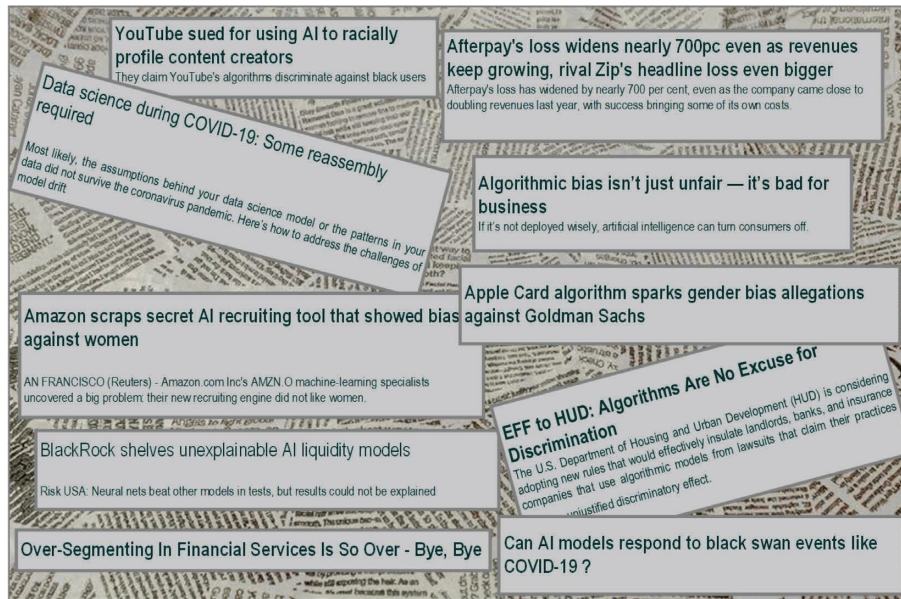 YouTube sued for using AI to racially
profile content creators
They claim YouTube's algorithms discriminate against black users
Afterpay's loss widens nearly 700pc even as revenues
keep growing, rival Zip's headline loss even bigger
Afterpay's loss has widened by nearly 700 per cent, even as the company came close to
doubling revenues last year, with success bringing some of its own costs.
Data science during COVID-19: Some reassembly
required
Most likely, the assumptions behind your data science model or the patterns in your
data did not survive the coronavirus pandemic. Here's how to address the challenges of
model drift
Algorithmic bias isn't just unfair — it's bad for
business
If it's not deployed wisely, artificial intelligence can turn consumers off.
Amazon scraps secret AI recruiting tool that showed bias
against women
AN FRANCISCO (Reuters) - Amazon.com Inc's AMZN.O machine-learning specialists
uncovered a big problem: their new recruiting engine did not like women.
Apple Card algorithm sparks gender bias allegations
against Goldman Sachs
EFF to HUD: Algorithms Are No Excuse for
Discrimination
The U.S. Department of Housing and Urban Development (HUD) is considering
adopting new rules that would effectively insulate landlords, banks, and insurance
companies that use algorithmic models from lawsuits that claim their practices
unjustified discriminatory effect.
BlackRock shelves unexplainable AI liquidity models
Risk USA: Neural nets beat other models in tests, but results could not be explained
Over-Segmenting In Financial Services Is So Over - Bye, Bye
Can AI models respond to black swan events like
COVID-19 ?